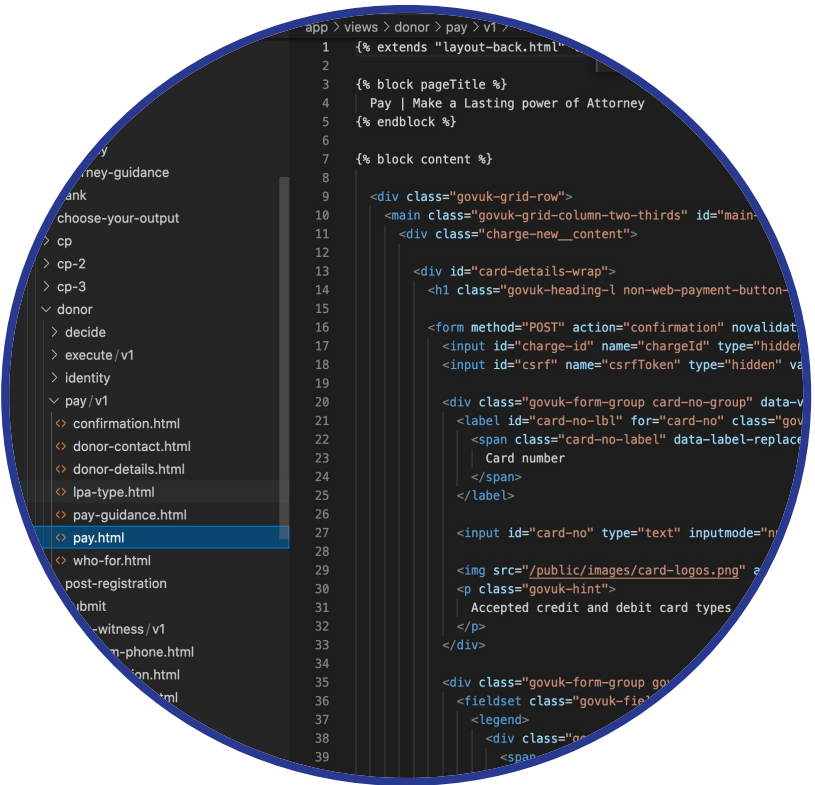 app > views > donor > pay > v1 >
rney-guidance
choose-your-output
> cp
> cp-2
> cp-3
donor
> decide
> execute/v1
> identity
pay/v1
<> confirmation.html
<> donor-contact.html
<> donor-details.html
<> lpa-type.html
<> pay-guidance.html
<> pay.html
<> who-for.html
post-registration
-witness/v1
-phone.html
1 {% extends "layout-back.html"
2
3 {% block pageTitle %}
4 Pay | Make a Lasting power of Attorney
5 {% endblock %}
6
7 {% block content %}
8
9 <div class="govuk-grid-row">
10 <main class="govuk-grid-column-two-thirds" id="main-
11 <div class="charge-new__content">
12
13 <div id="card-details-wrap">
14 <h1 class="govuk-heading-l non-web-payment-button-
15
16 <form method="POST" action="confirmation" novalidat
17 <input id="charge-id" name="chargeId" type="hidden
18 <input id="csrf" name="csrfToken" type="hidden" va
19
20 <div class="govuk-form-group card-no-group" data-v
21 <label id="card-no-lbl" for="card-no" class="gov
22 <span class="card-no-label" data-label-replace
23 Card number
24 </span>
25 </label>
26
27 <input id="card-no" type="text" inputmode="n
28
29 <img src="/public/images/card-logos.png" a
30 <p class="govuk-hint">
31 Accepted credit and debit card types
32 </p>
33 </div>
34
35 <div class="govuk-form-group gov
36 <fieldset class="govuk-fie
37 <legend>
38 <div class="go
39 <span